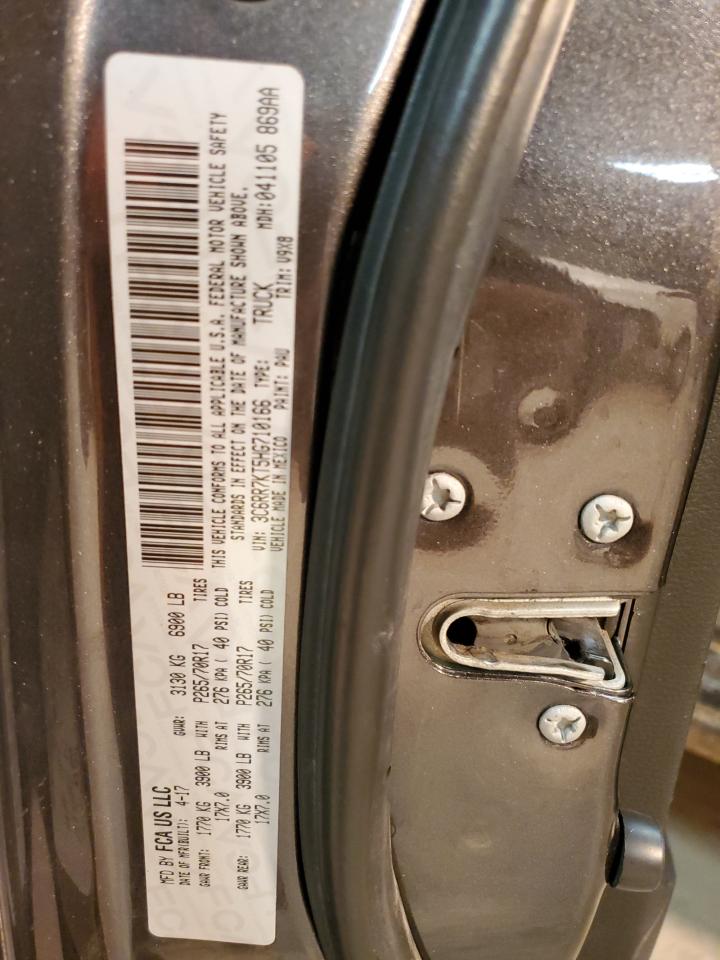 MFD BY FCA US LLC
DATE OF MFR(BUILT): 4-17 GVWR: 3130 KG 6900 LB
GAWR FRONT: 1770 KG 3900 LB WITH P265/70R17 TIRES
17X7.0 RIMS AT 276 KPA ( 40 PSI) COLD
GAWR REAR: 1770 KG 3900 LB WITH P265/70R17 TIRES
17X7.0 RIMS AT 276 KPA ( 40 PSI) COLD
THIS VEHICLE CONFORMS TO ALL APPLICABLE U.S.A. FEDERAL MOTOR VEHICLE SAFETY
STANDARDS IN EFFECT ON THE DATE OF MANUFACTURE SHOWN ABOVE.
VIN: 3C6RR7KT5HG710166 TYPE: TRUCK MDH:041105 869AA
VEHICLE MADE IN MEXICO PAINT: PAU TRIM: V9X8